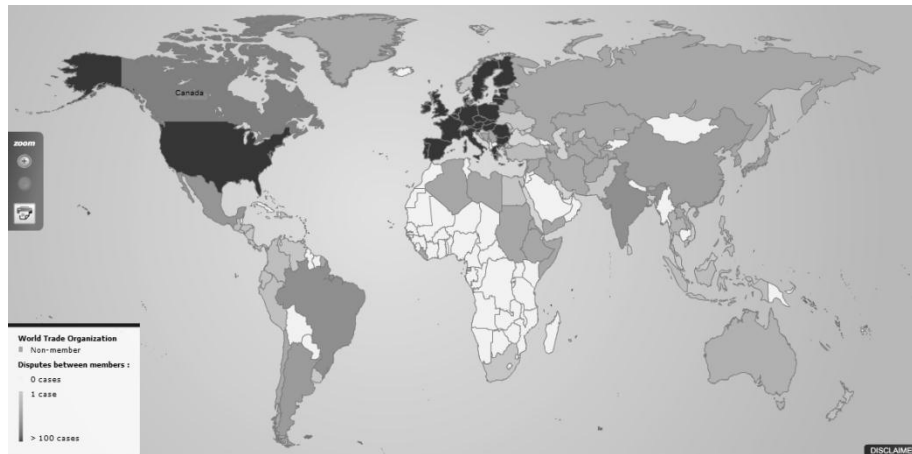 Canada
zoom
World Trade Organization
Non-member
Disputes between members :
0 cases
1 case
> 100 cases
DISCLAIME